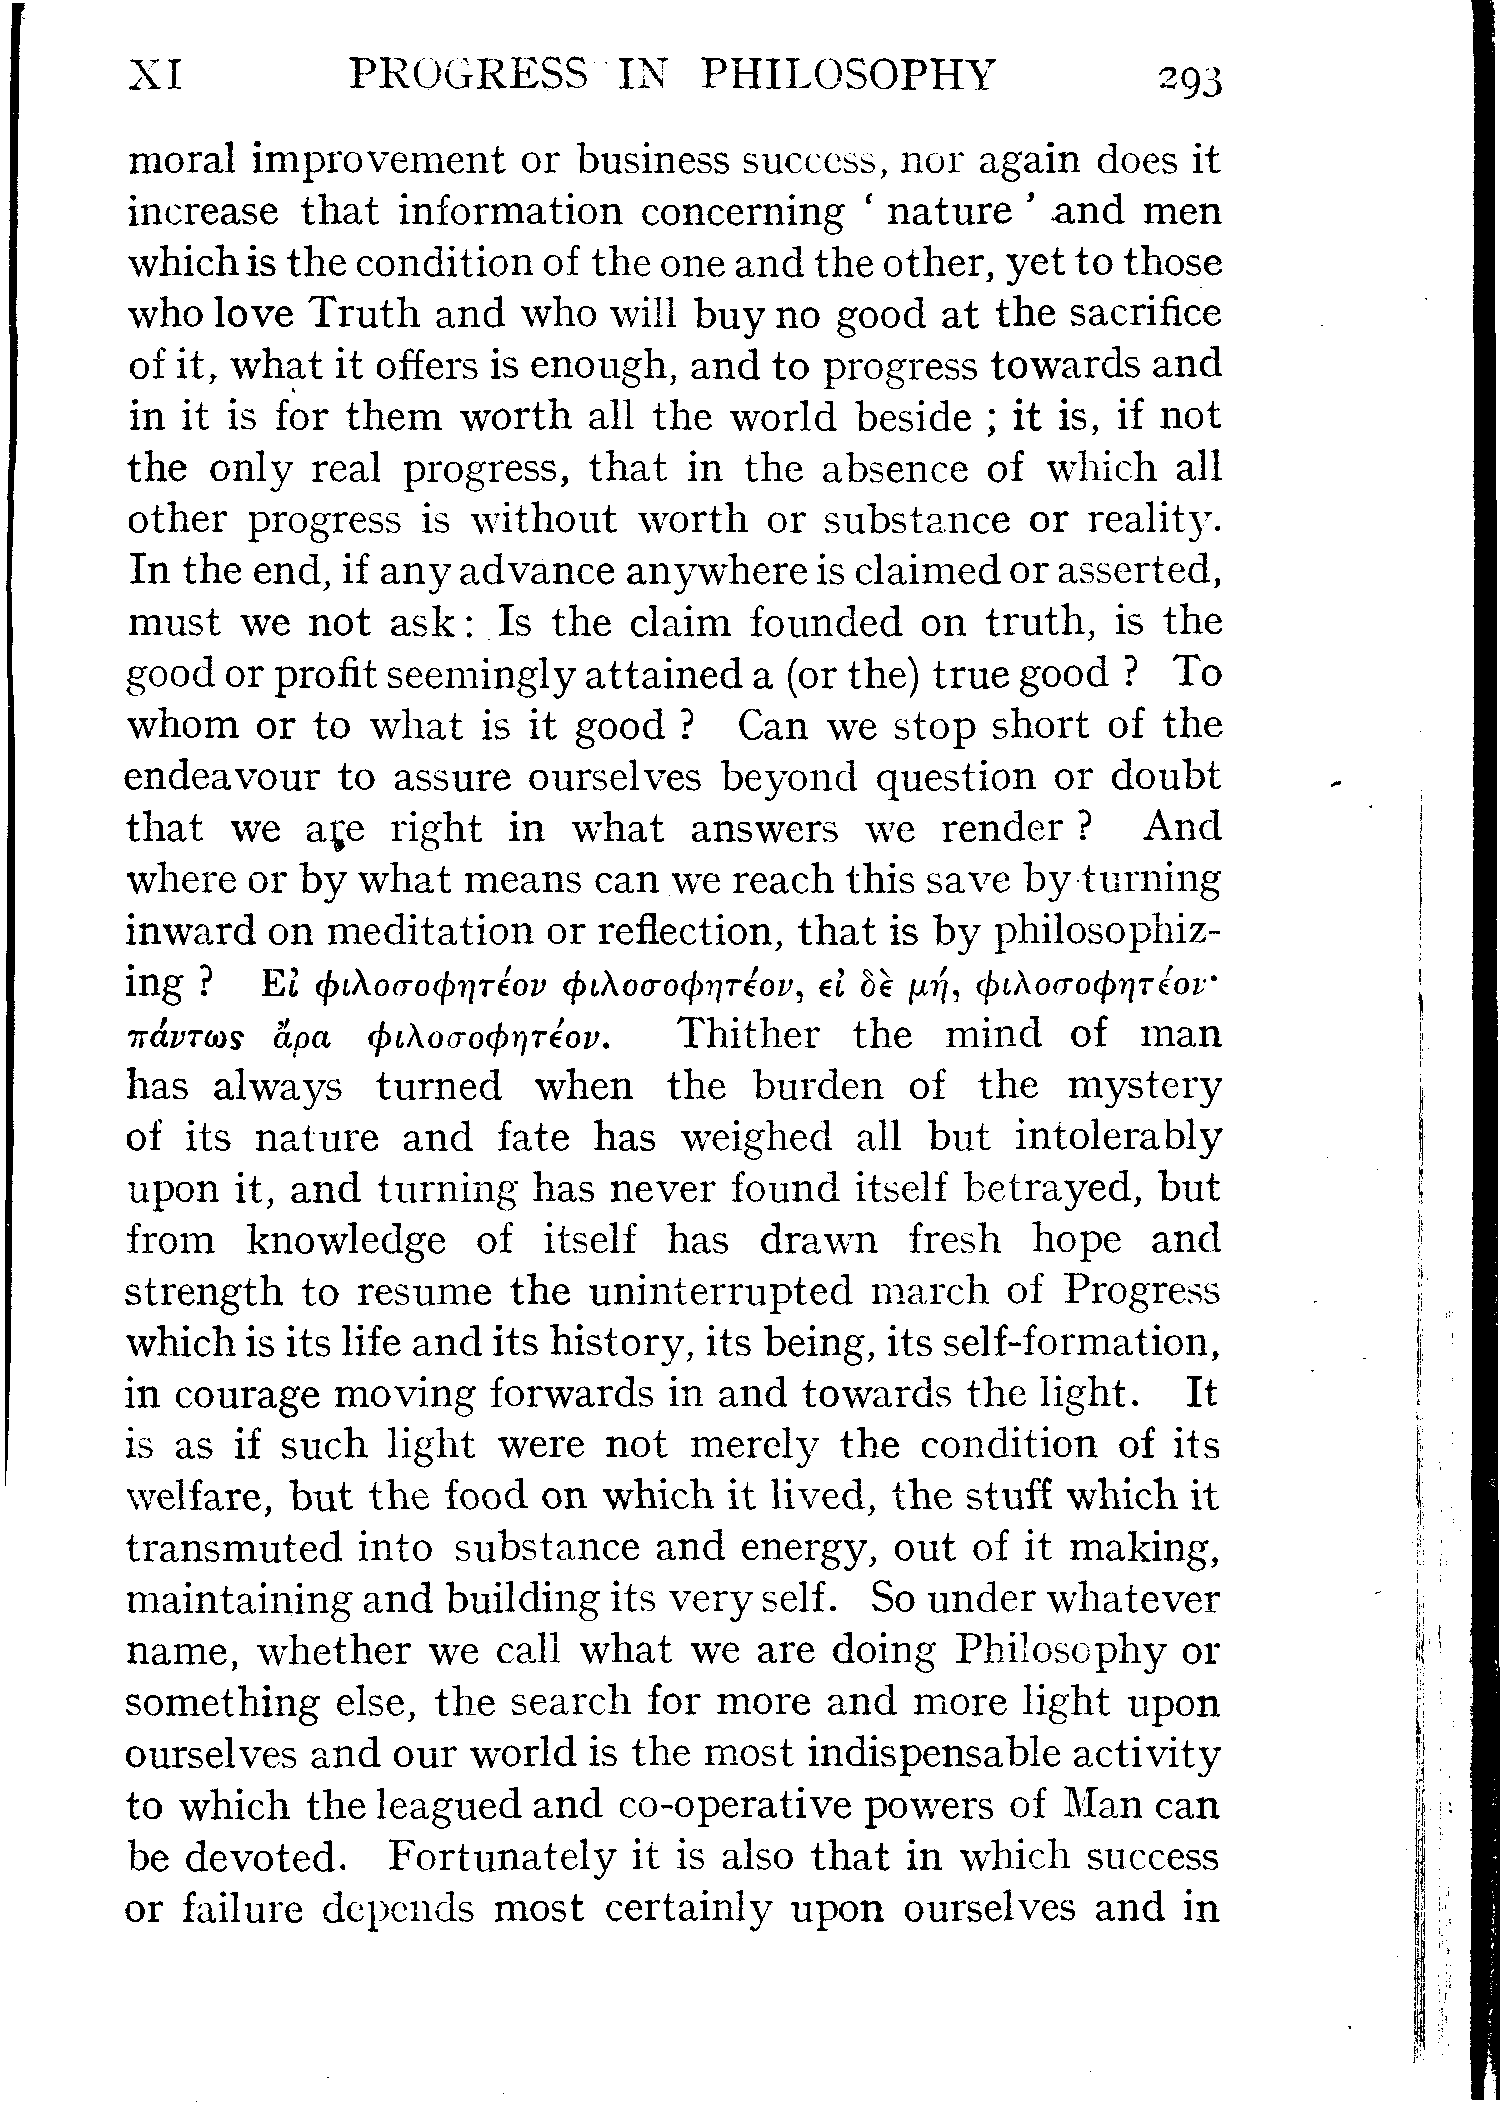 XI PROGRESS IN PHILOSOPHY 293
moral improvement or business success, nor again does it
increase that information concerning ‘ nature ’ and men
which is the condition of the one and the other, yet to those
who love Truth and who will buy no good at the sacrifice
of it, what it offers is enough, and to progress towards and
in it is for them worth all the world beside ; it is, if not
the only real progress, that in the absence of which all
other progress is without worth or substance or reality.
In the end, if any advance anywhere is claimed or asserted,
must we not ask : Is the claim founded on truth, is the
good or profit seemingly attained a (or the) true good ? To
whom or to what is it good ? Can we stop short of the
endeavour to assure ourselves beyond question or doubt
that we are right in what answers we render ? And
where or by what means can we reach this save by turning
inward on meditation or reflection, that is by philosophiz-
ing ? Εἰ φιλοσοφητέον φιλοσοφητέον, εἰ δὲ μή, φιλοσοφητέον·
πάντως ἄρα φιλοσοφητέον. Thither the mind of man
has always turned when the burden of the mystery
of its nature and fate has weighed all but intolerably
upon it, and turning has never found itself betrayed, but
from knowledge of itself has drawn fresh hope and
strength to resume the uninterrupted march of Progress
which is its life and its history, its being, its self-formation,
in courage moving forwards in and towards the light. It
is as if such light were not merely the condition of its
welfare, but the food on which it lived, the stuff which it
transmuted into substance and energy, out of it making,
maintaining and building its very self. So under whatever
name, whether we call what we are doing Philosophy or
something else, the search for more and more light upon
ourselves and our world is the most indispensable activity
to which the leagued and co-operative powers of Man can
be devoted. Fortunately it is also that in which success
or failure depends most certainly upon ourselves and in